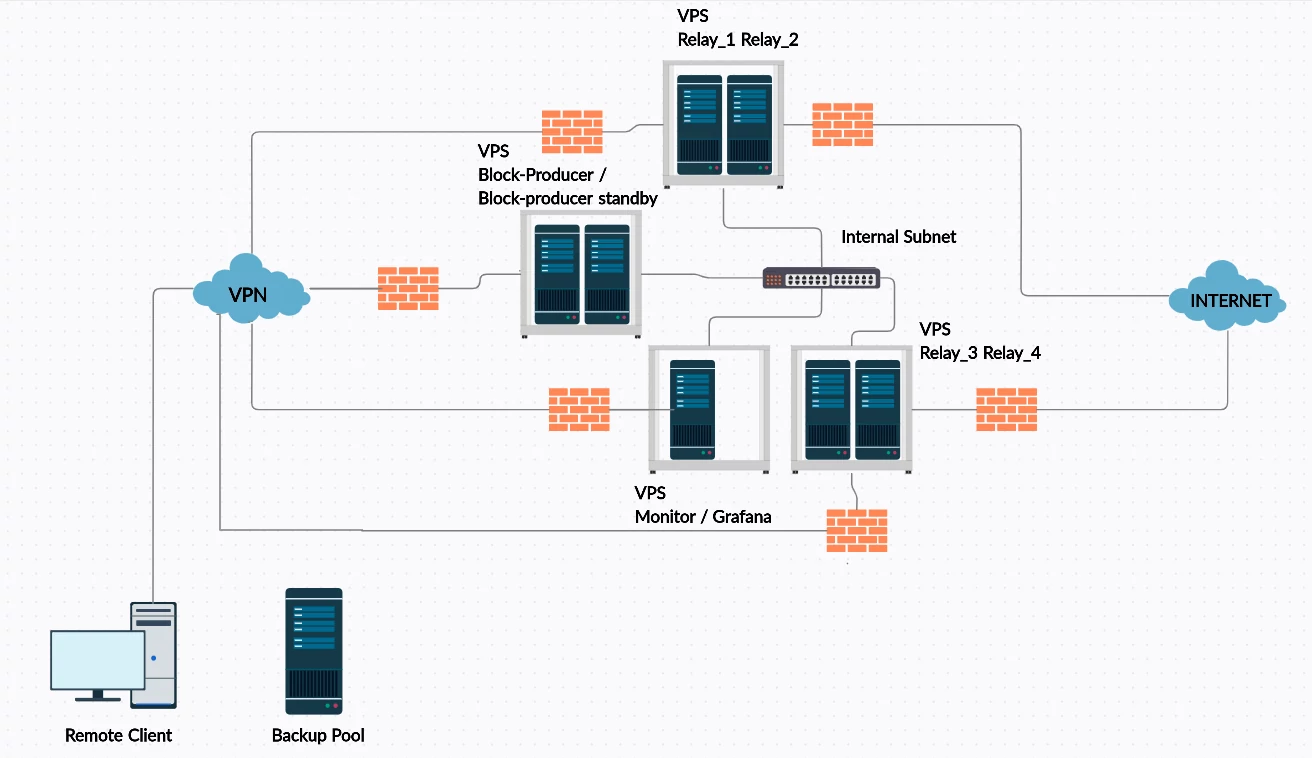 VPS
Relay_1 Relay_2
VPS
Block-Producer /
Block-producer standby
Internal Subnet
VPN
INTERNET
VPS
Relay_3 Relay_4
VPS
Monitor / Grafana
Remote Client
Backup Pool